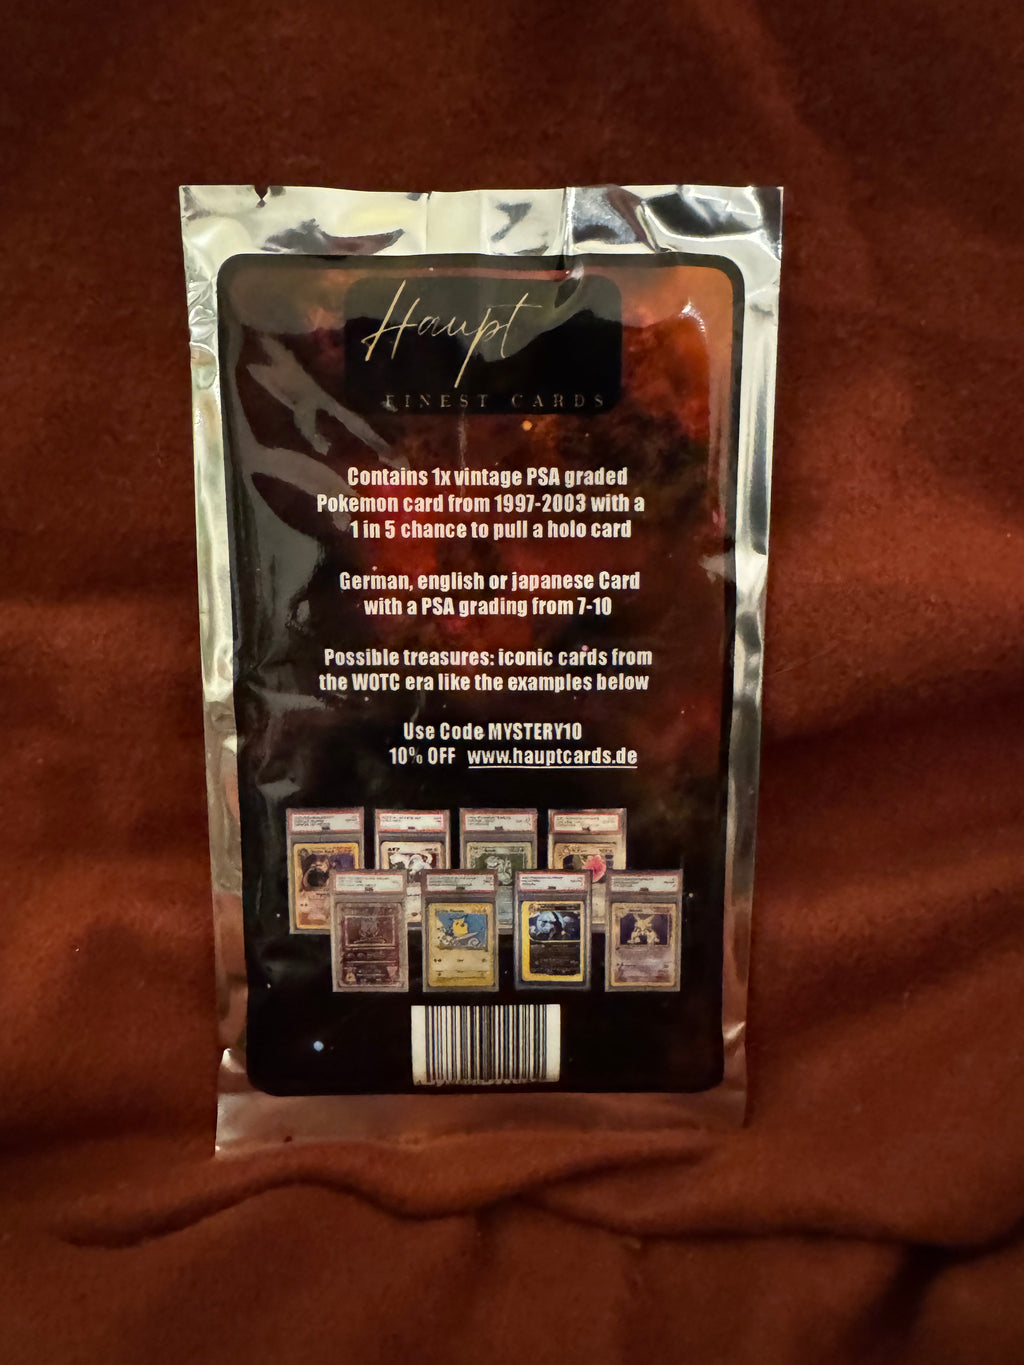 Haupt
FINEST CARDS
Contains 1x vintage PSA graded
Pokemon card from 1997-2003 with a
1 in 5 chance to pull a holo card
German, english or japanese Card
with a PSA grading from 7-10
Possible treasures: iconic cards from
the WOTC era like the examples below
Use Code MYSTERY10
10% OFF www.hauptcards.de